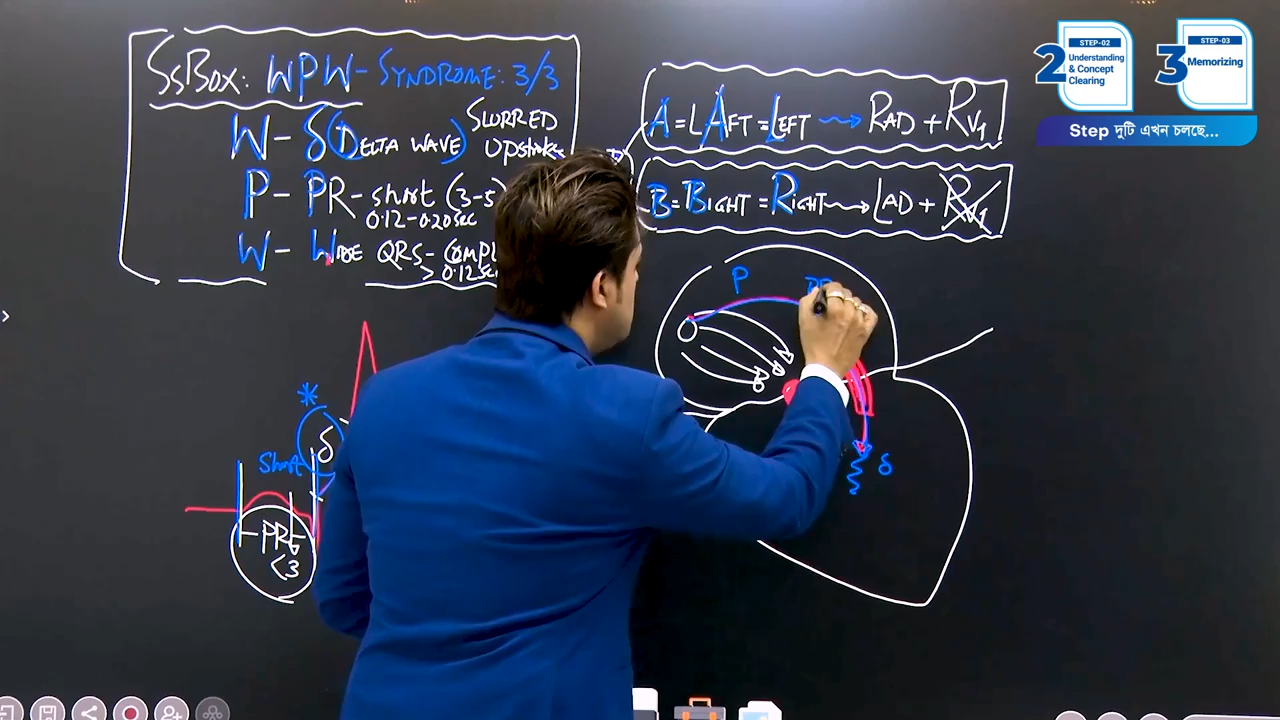 SSBOX: WPW-SYNDROME: 3/3
W - δ (DELTA WAVE) SLURRED UPstroke
P - PR - short (3-5)
0.12-0.20 sec
W - WIDE QRS - COMPL
> 0.12 sec
A = LAFT = LEFT → RAD + RV1
B = BIGHT = RIGHT → LAD + RV1
P
δ
*
δ
Short
PR
<3
STEP-02
2 Understanding & Concept Clearing
STEP-03
3 Memorizing
Step দুটি এখন চলছে...